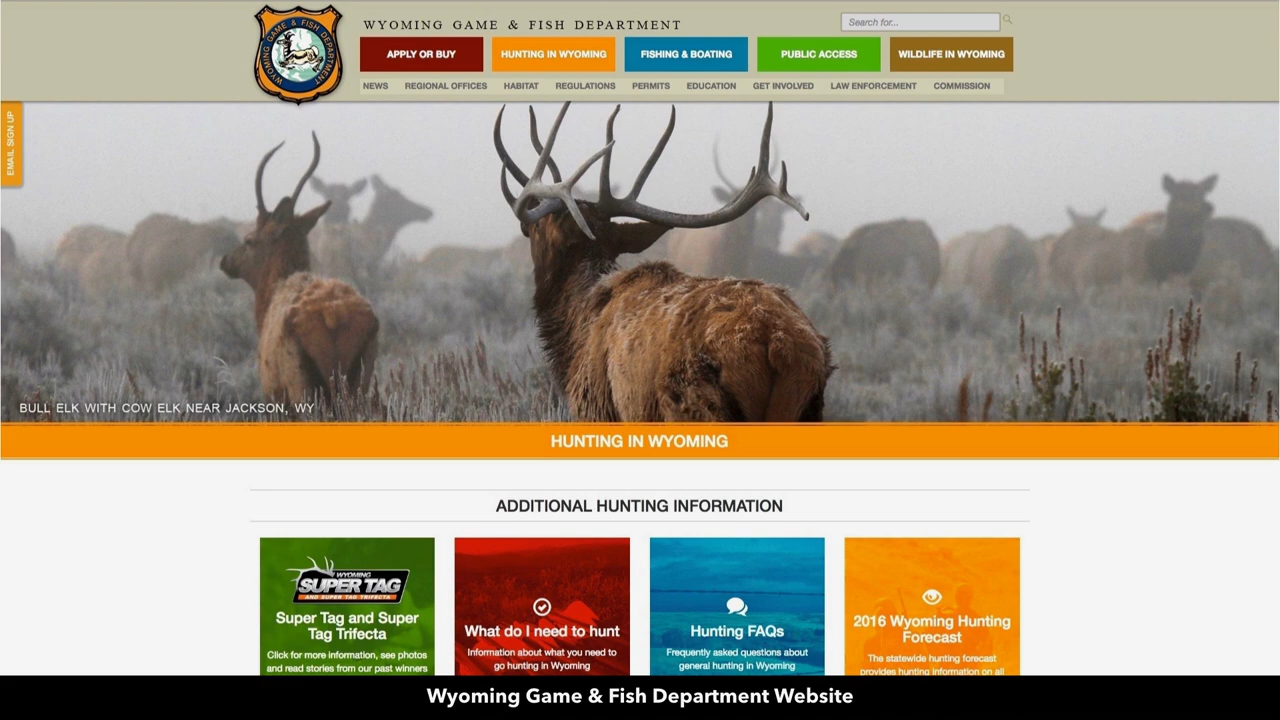 WYOMING GAME & FISH DEPARTMENT
WYOMING GAME & FISH DEPARTMENT
Search for...
APPLY OR BUY
HUNTING IN WYOMING
FISHING & BOATING
PUBLIC ACCESS
WILDLIFE IN WYOMING
NEWS
REGIONAL OFFICES
HABITAT
REGULATIONS
PERMITS
EDUCATION
GET INVOLVED
LAW ENFORCEMENT
COMMISSION
EMAIL SIGN UP
BULL ELK WITH COW ELK NEAR JACKSON, WY
HUNTING IN WYOMING
ADDITIONAL HUNTING INFORMATION
WYOMING
SUPER TAG
AND SUPER TAG TRIFECTA
Super Tag and Super
Tag Trifecta
Click for more information, see photos
and read stories from our past winners
What do I need to hunt
Information about what you need to
go hunting in Wyoming
Hunting FAQs
Frequently asked questions about
general hunting in Wyoming
2016 Wyoming Hunting
Forecast
The statewide hunting forecast
provides hunting information on all
Wyoming Game & Fish Department Website